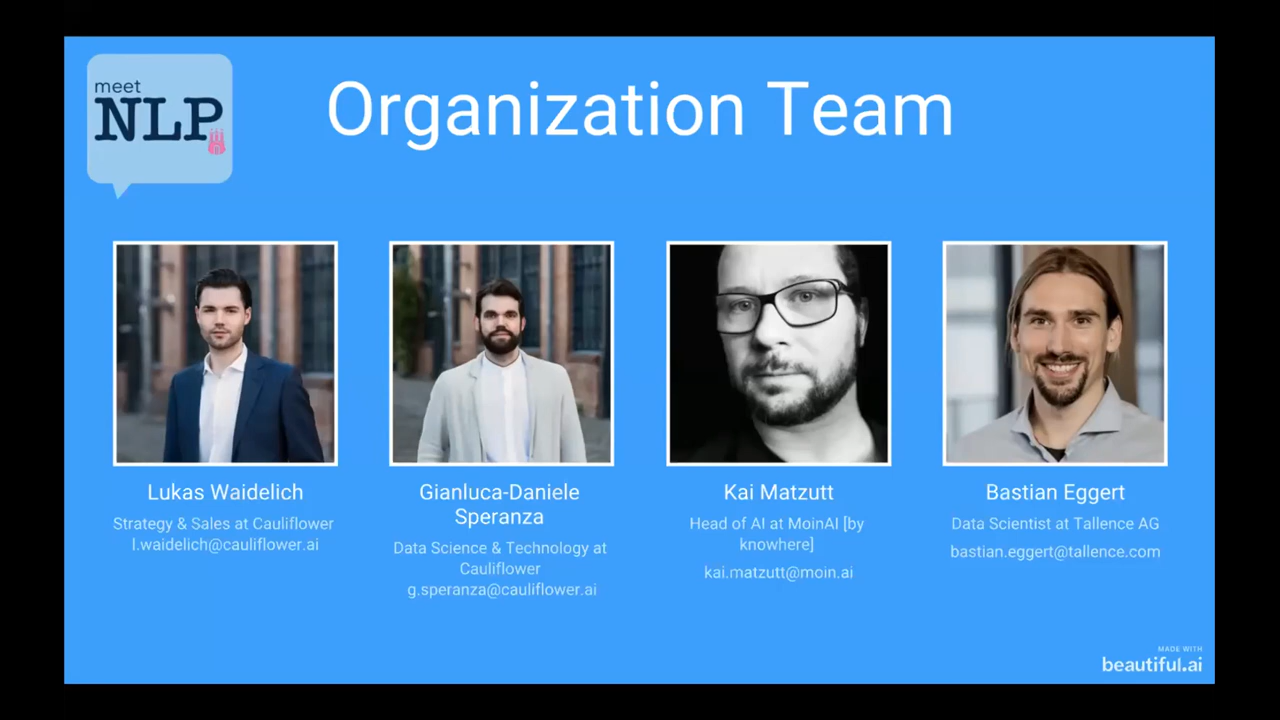 meet
NLP
Organization Team
Lukas Waidelich
Strategy & Sales at Cauliflower
l.waidelich@cauliflower.ai
Gianluca-Daniele
Speranza
Data Science & Technology at
Cauliflower
g.speranza@cauliflower.ai
Kai Matzutt
Head of AI at MoinAI [by
knowhere]
kai.matzutt@moin.ai
Bastian Eggert
Data Scientist at Tallence AG
bastian.eggert@tallence.com
MADE WITH
beautiful.ai